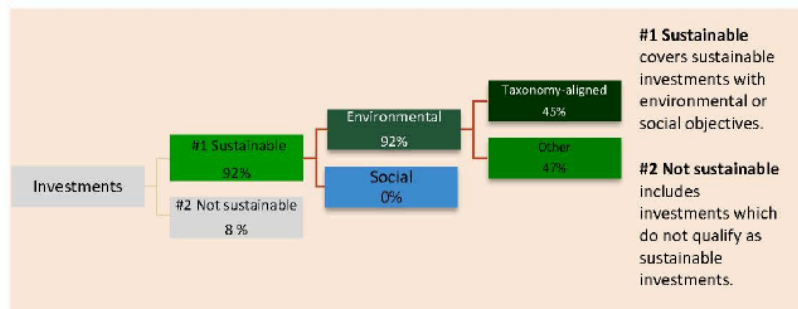 Investments
#1 Sustainable
92%
#2 Not sustainable
8 %
Environmental
92%
Social
0%
Taxonomy-aligned
45%
Other
47%
#1 Sustainable
covers sustainable
investments with
environmental or
social objectives.
#2 Not sustainable
includes
investments which
do not qualify as
sustainable
investments.